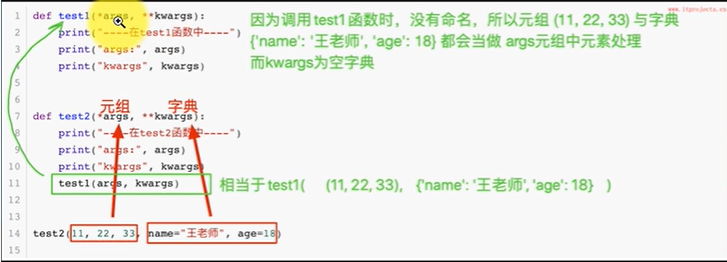 www.itprojects.cn
1 def test1(*args, **kwargs):
2 print("----在test1函数中----")
3 print("args:", args)
4 print("kwargs", kwargs)
5
6
7 def test2(*args, **kwargs):
8 print("----在test2函数中----")
9 print("args:", args)
10 print("kwargs", kwargs)
11 test1(args, kwargs)
12
13
14 test2(11, 22, 33, name="王老师", age=18)
15
因为调用test1函数时，没有命名，所以元组 (11, 22, 33) 与字典
{'name': '王老师', 'age': 18} 都会当做 args元组中元素处理
而kwargs为空字典
元组
字典
相当于test1( (11, 22, 33), {'name': '王老师', 'age': 18} )